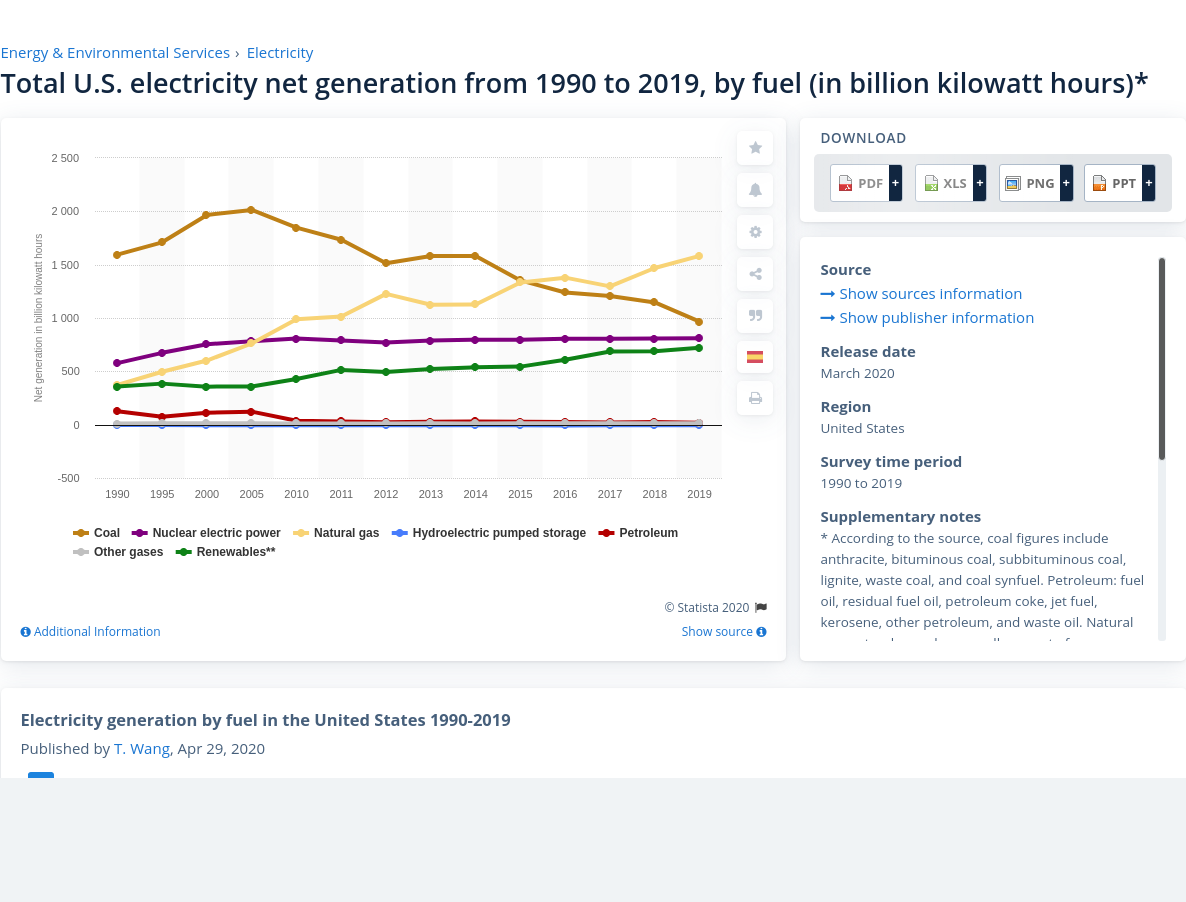 Energy & Environmental Services › Electricity
Total U.S. electricity net generation from 1990 to 2019, by fuel (in billion kilowatt hours)*
2 500
2 000
1 500
1 000
500
0
-500
Net generation in billion kilowatt hours
1990 1995 2000 2005 2010 2011 2012 2013 2014 2015 2016 2017 2018 2019
Coal Nuclear electric power Natural gas Hydroelectric pumped storage Petroleum
Other gases Renewables**
© Statista 2020
Additional Information Show source
DOWNLOAD
PDF + XLS + PNG + PPT +
Source
Show sources information
Show publisher information
Release date
March 2020
Region
United States
Survey time period
1990 to 2019
Supplementary notes
* According to the source, coal figures include
anthracite, bituminous coal, subbituminous coal,
lignite, waste coal, and coal synfuel. Petroleum: fuel
oil, residual fuel oil, petroleum coke, jet fuel,
kerosene, other petroleum, and waste oil. Natural
Electricity generation by fuel in the United States 1990-2019
Published by T. Wang, Apr 29, 2020